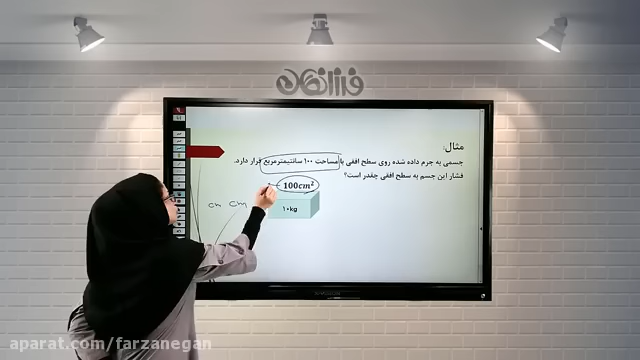 فرزانگان
مثال:
جسمی به جرم داده شده روی سطح افقی با مساحت ۱۰۰ سانتیمترمربع قرار دارد.
فشار این جسم به سطح افقی چقدر است؟
100cm²
cm cm
۱۰kg
aparat.com/farzanegan